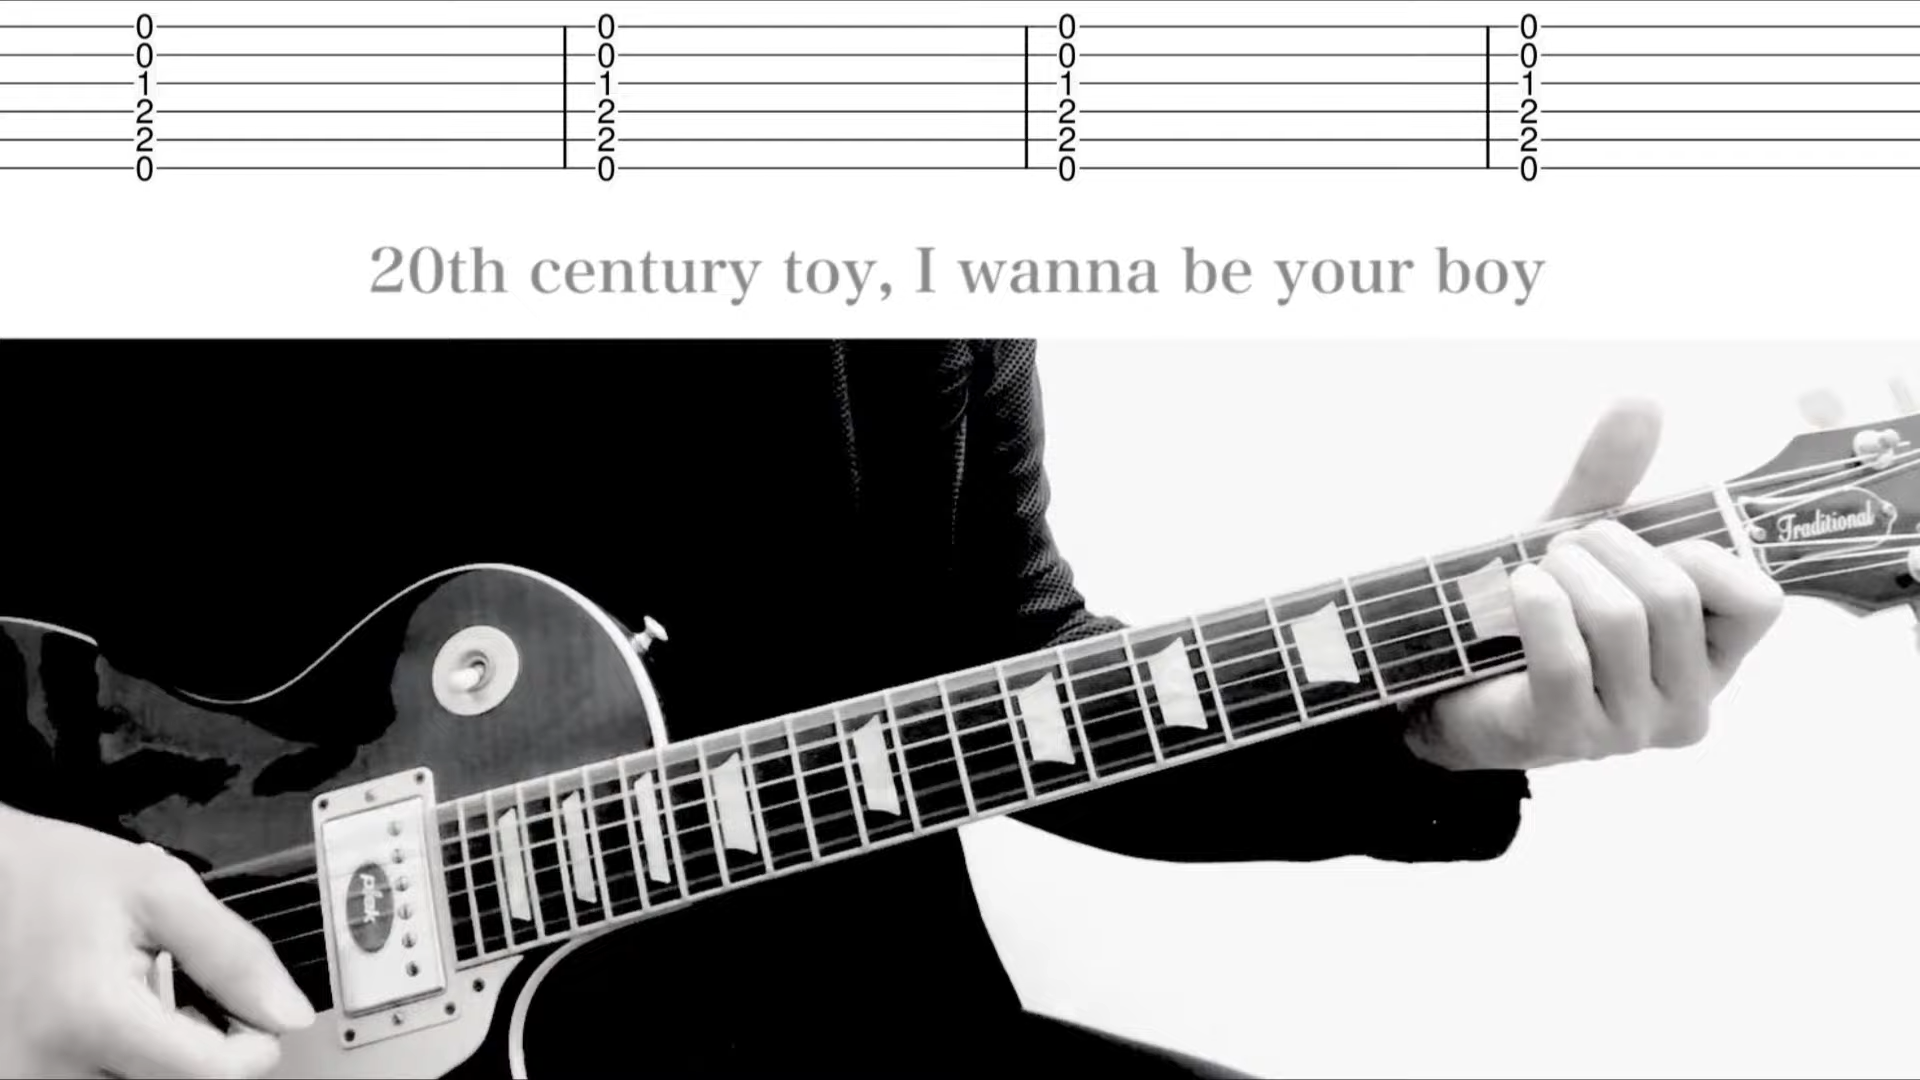 0 0 0 0
0 0 0 0
1 1 1 1
2 2 2 2
2 2 2 2
0 0 0 0
20th century toy, I wanna be your boy
Traditional
plek